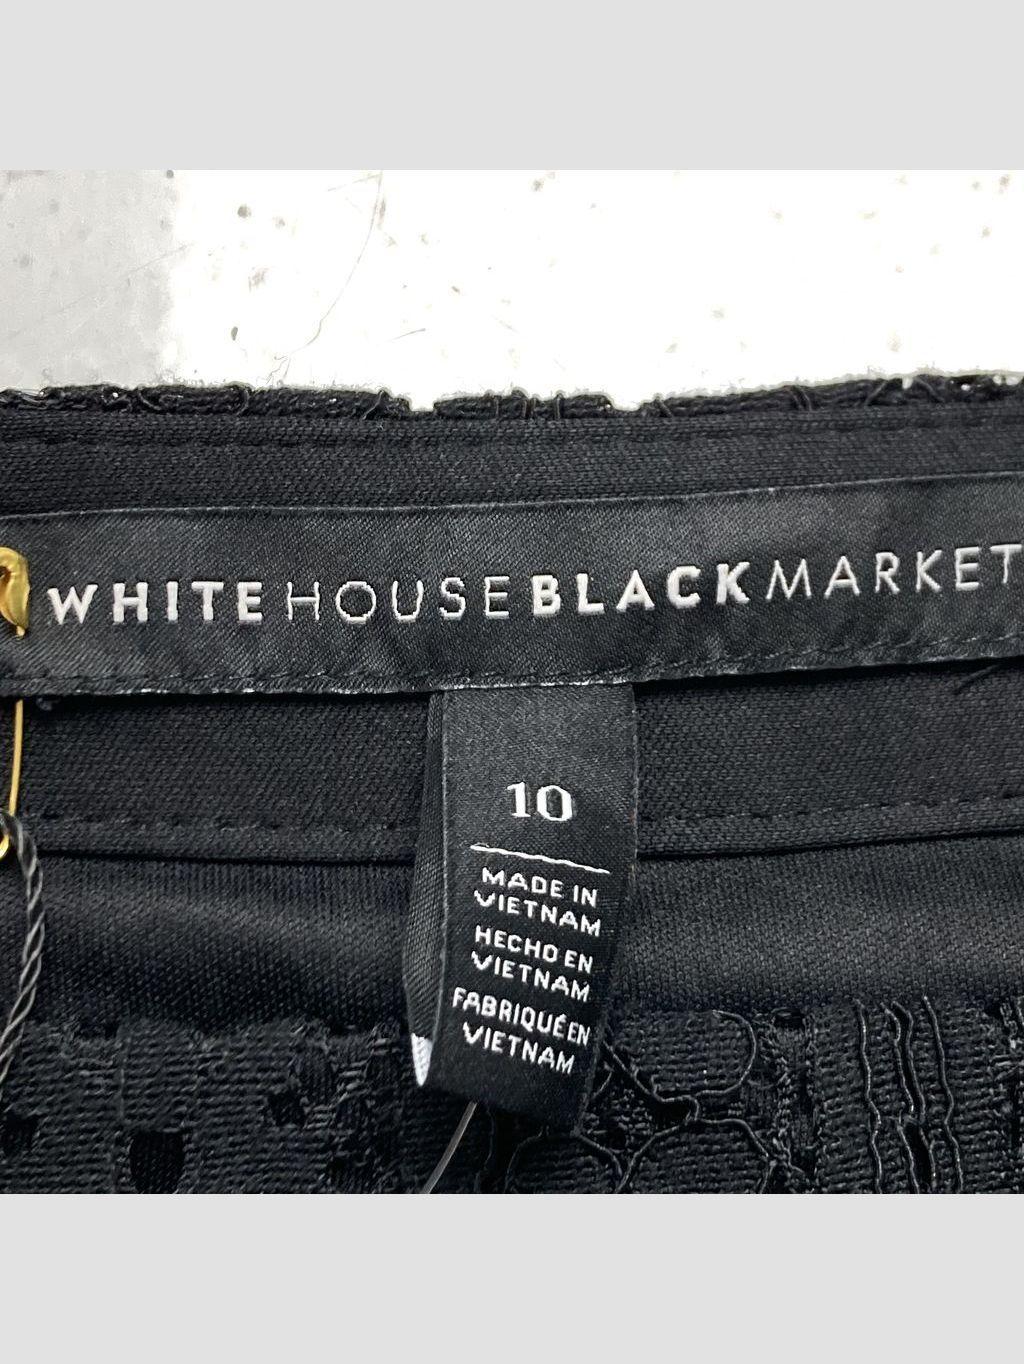 WHITEHOUSEBLACKMARKET
10
MADE IN
VIETNAM
HECHO EN
VIETNAM
FABRIQUÉ EN
VIETNAM